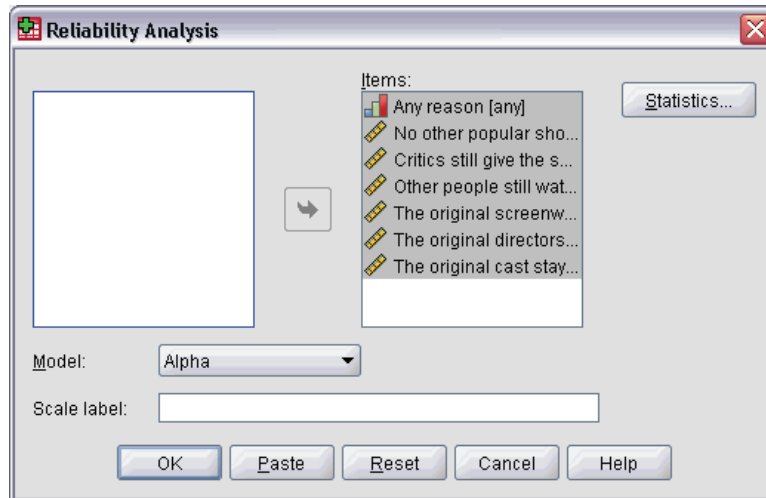 Reliability Analysis
Items:
Any reason [any]
No other popular sho...
Critics still give the s...
Other people still wat...
The original screenw...
The original directors...
The original cast stay...
Statistics...
Model:
Alpha
Scale label:
OK
Paste
Reset
Cancel
Help